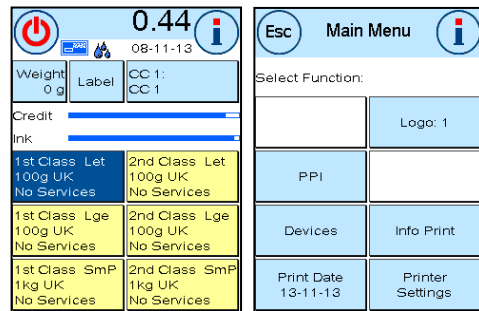 0.44
i
08-11-13
Weight
0 g
Label
CC 1:
CC 1
Credit
Ink
1st Class Let
100g UK
No Services
2nd Class Let
100g UK
No Services
1st Class Lge
100g UK
No Services
2nd Class Lge
100g UK
No Services
1st Class SmP
1kg UK
No Services
2nd Class SmP
1kg UK
No Services
Esc
Main Menu
i
Select Function:
Logo: 1
PPI
Devices
Info Print
Print Date
13-11-13
Printer
Settings